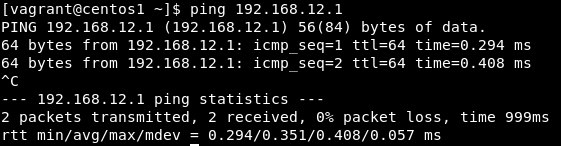 [vagrant@centos1 ~]$ ping 192.168.12.1
PING 192.168.12.1 (192.168.12.1) 56(84) bytes of data.
64 bytes from 192.168.12.1: icmp_seq=1 ttl=64 time=0.294 ms
64 bytes from 192.168.12.1: icmp_seq=2 ttl=64 time=0.408 ms
^C
--- 192.168.12.1 ping statistics ---
2 packets transmitted, 2 received, 0% packet loss, time 999ms
rtt min/avg/max/mdev = 0.294/0.351/0.408/0.057 ms